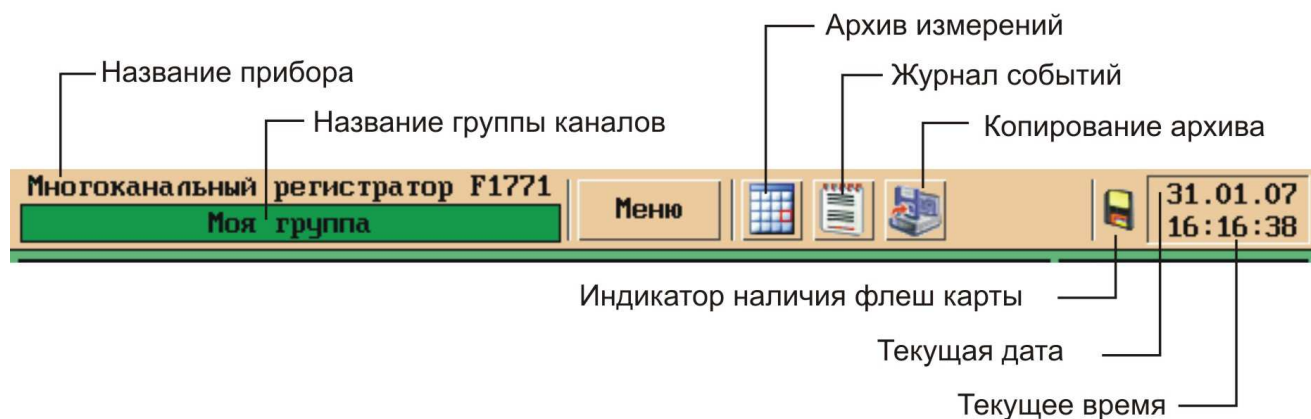 Архив измерений
Название прибора
Журнал событий
Название группы каналов
Копирование архива
Многоканальный регистратор F1771
Моя группа
Меню
31.01.07
16:16:38
Индикатор наличия флеш карты
Текущая дата
Текущее время